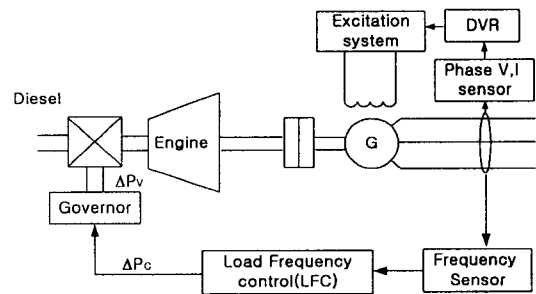 Excitation
system
DVR
Phase V,I
sensor
Diesel
Engine
G
ΔPv
Governor
ΔPc
Load Frequency
control(LFC)
Frequency
Sensor